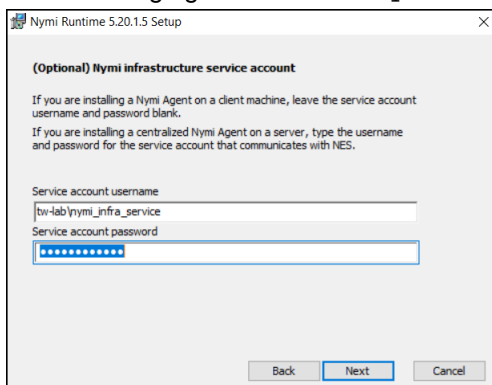 Nymi Runtime 5.20.1.5 Setup
(Optional) Nymi infrastructure service account
If you are installing a Nymi Agent on a client machine, leave the service account
username and password blank.
If you are installing a centralized Nymi Agent on a server, type the username
and password for the service account that communicates with NES.
Service account username
tw-lab\nymi_infra_service
Service account password
●●●●●●●●●●●●
Back Next Cancel